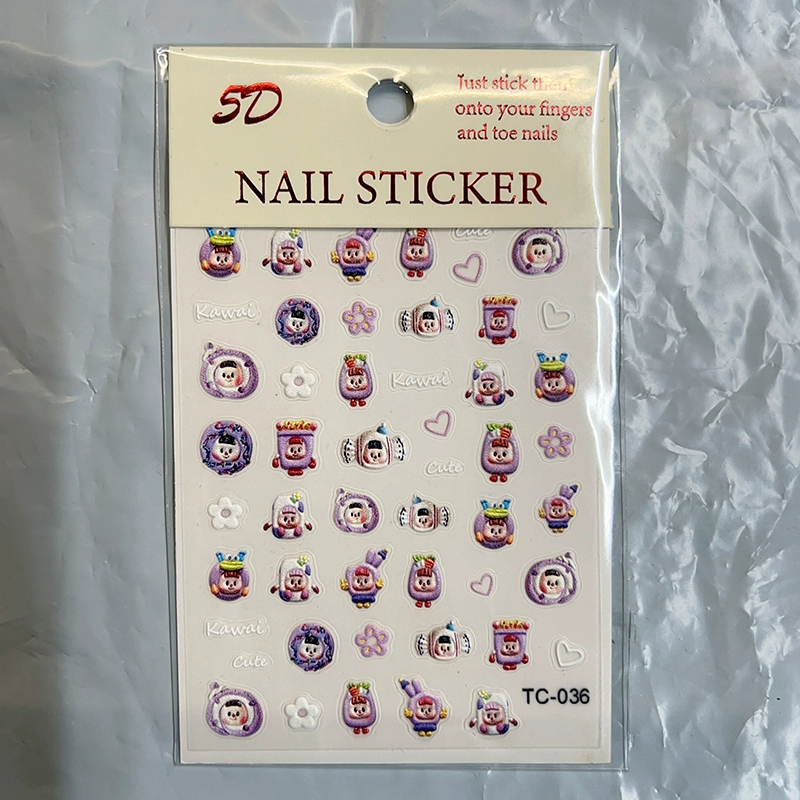 5D
Just stick them
onto your fingers
and toe nails
NAIL STICKER
Cute
Kawai
Kawai
Cute
Kawai
Cute
TC-036